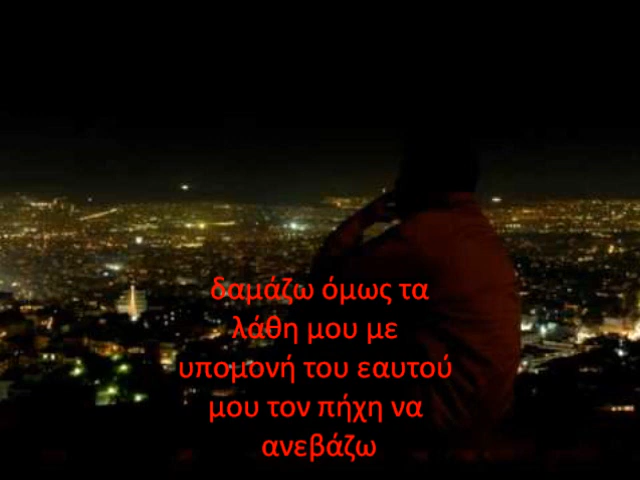 δαμάζω όμως τα
λάθη μου με
υπομονή του εαυτού
μου τον πήχη να
ανεβάζω